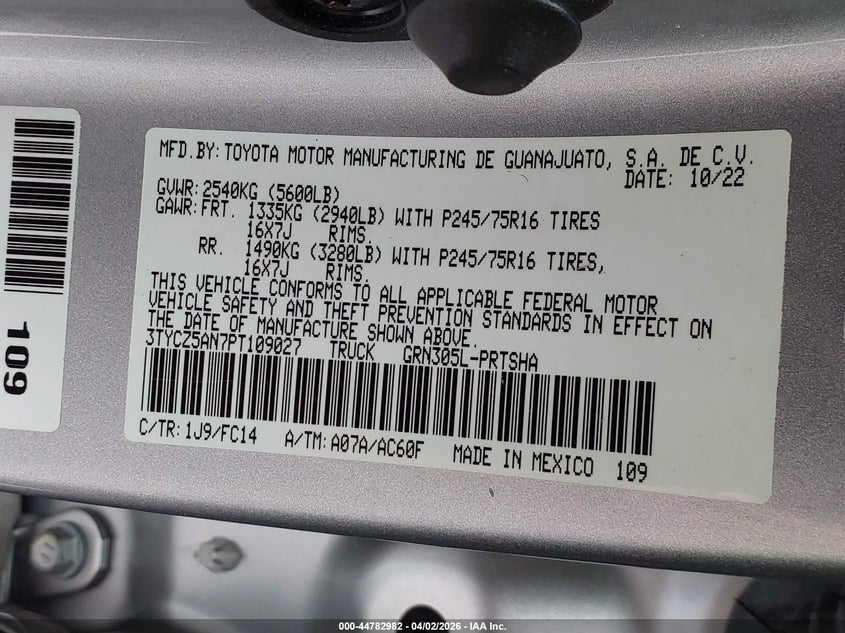 MFD.BY: TOYOTA MOTOR MANUFACTURING DE GUANAJUATO, S.A. DE C.V.
DATE: 10/22
GVWR: 2540KG (5600LB)
GAWR: FRT. 1335KG (2940LB) WITH P245/75R16 TIRES
16X7J RIMS.
RR. 1490KG (3280LB) WITH P245/75R16 TIRES,
16X7J RIMS.
THIS VEHICLE CONFORMS TO ALL APPLICABLE FEDERAL MOTOR
VEHICLE SAFETY AND THEFT PREVENTION STANDARDS IN EFFECT ON
THE DATE OF MANUFACTURE SHOWN ABOVE.
3TYCZ5AN7PT109027 TRUCK GRN305L-PRTSHA
C/TR: 1J9/FC14 A/TM: A07A/AC60F MADE IN MEXICO 109
109
000-44782982 - 04/02/2026 - IAA Inc.